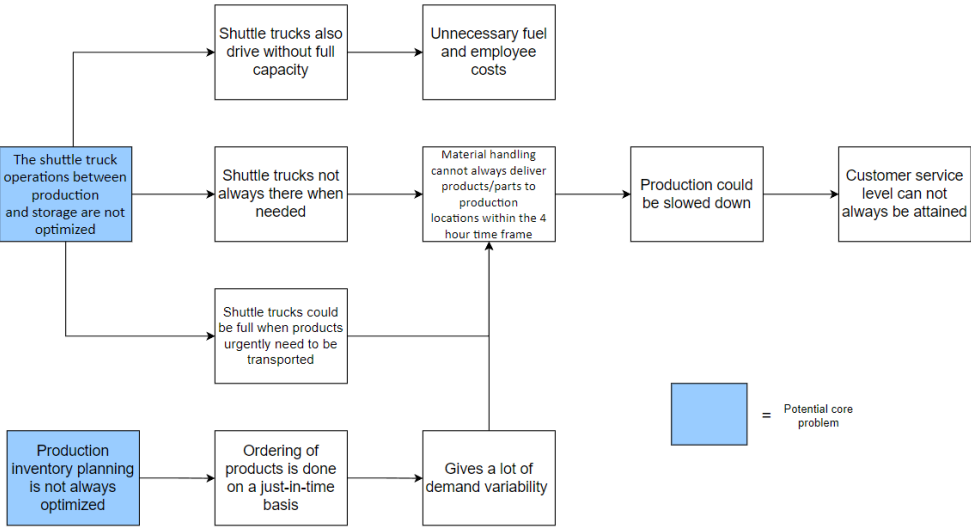 Shuttle trucks also
drive without full
capacity
Unnecessary fuel
and employee
costs
The shuttle truck
operations between
production
and storage are not
optimized
Shuttle trucks not
always there when
needed
Material handling
cannot always deliver
products/parts to
production
locations within the 4
hour time frame
Production could
be slowed down
Customer service
level can not
always be attained
Shuttle trucks could
be full when products
urgently need to be
transported
Production
inventory planning
is not always
optimized
Ordering of
products is done
on a just-in-time
basis
Gives a lot of
demand variability
= Potential core
problem